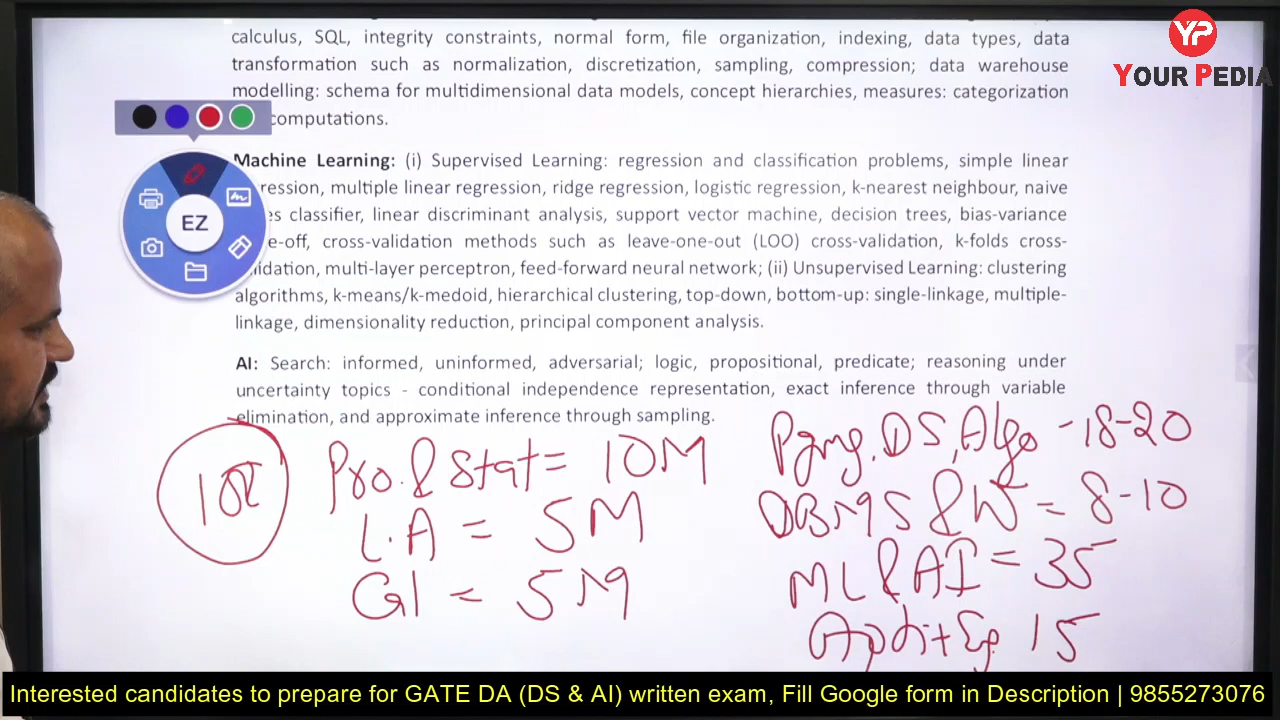 YP
YOUR PEDIA
calculus, SQL, integrity constraints, normal form, file organization, indexing, data types, data
transformation such as normalization, discretization, sampling, compression; data warehouse
modelling: schema for multidimensional data models, concept hierarchies, measures: categorization
computations.
Machine Learning: (i) Supervised Learning: regression and classification problems, simple linear
ression, multiple linear regression, ridge regression, logistic regression, k-nearest neighbour, naive
es classifier, linear discriminant analysis, support vector machine, decision trees, bias-variance
e-off, cross-validation methods such as leave-one-out (LOO) cross-validation, k-folds cross-
idation, multi-layer perceptron, feed-forward neural network; (ii) Unsupervised Learning: clustering
algorithms, k-means/k-medoid, hierarchical clustering, top-down, bottom-up: single-linkage, multiple-
linkage, dimensionality reduction, principal component analysis.
EZ
AI: Search: informed, uninformed, adversarial; logic, propositional, predicate; reasoning under
uncertainty topics - conditional independence representation, exact inference through variable
elimination, and approximate inference through sampling.
Pro. & Stat = 10M
L.A = 5M
Cal = 5M
Pgmg, DS, Algo - 18-20
DBMS & W = 8-10
ML & AI = 35
Apti + Eng 15
Interested candidates to prepare for GATE DA (DS & AI) written exam, Fill Google form in Description | 9855273076